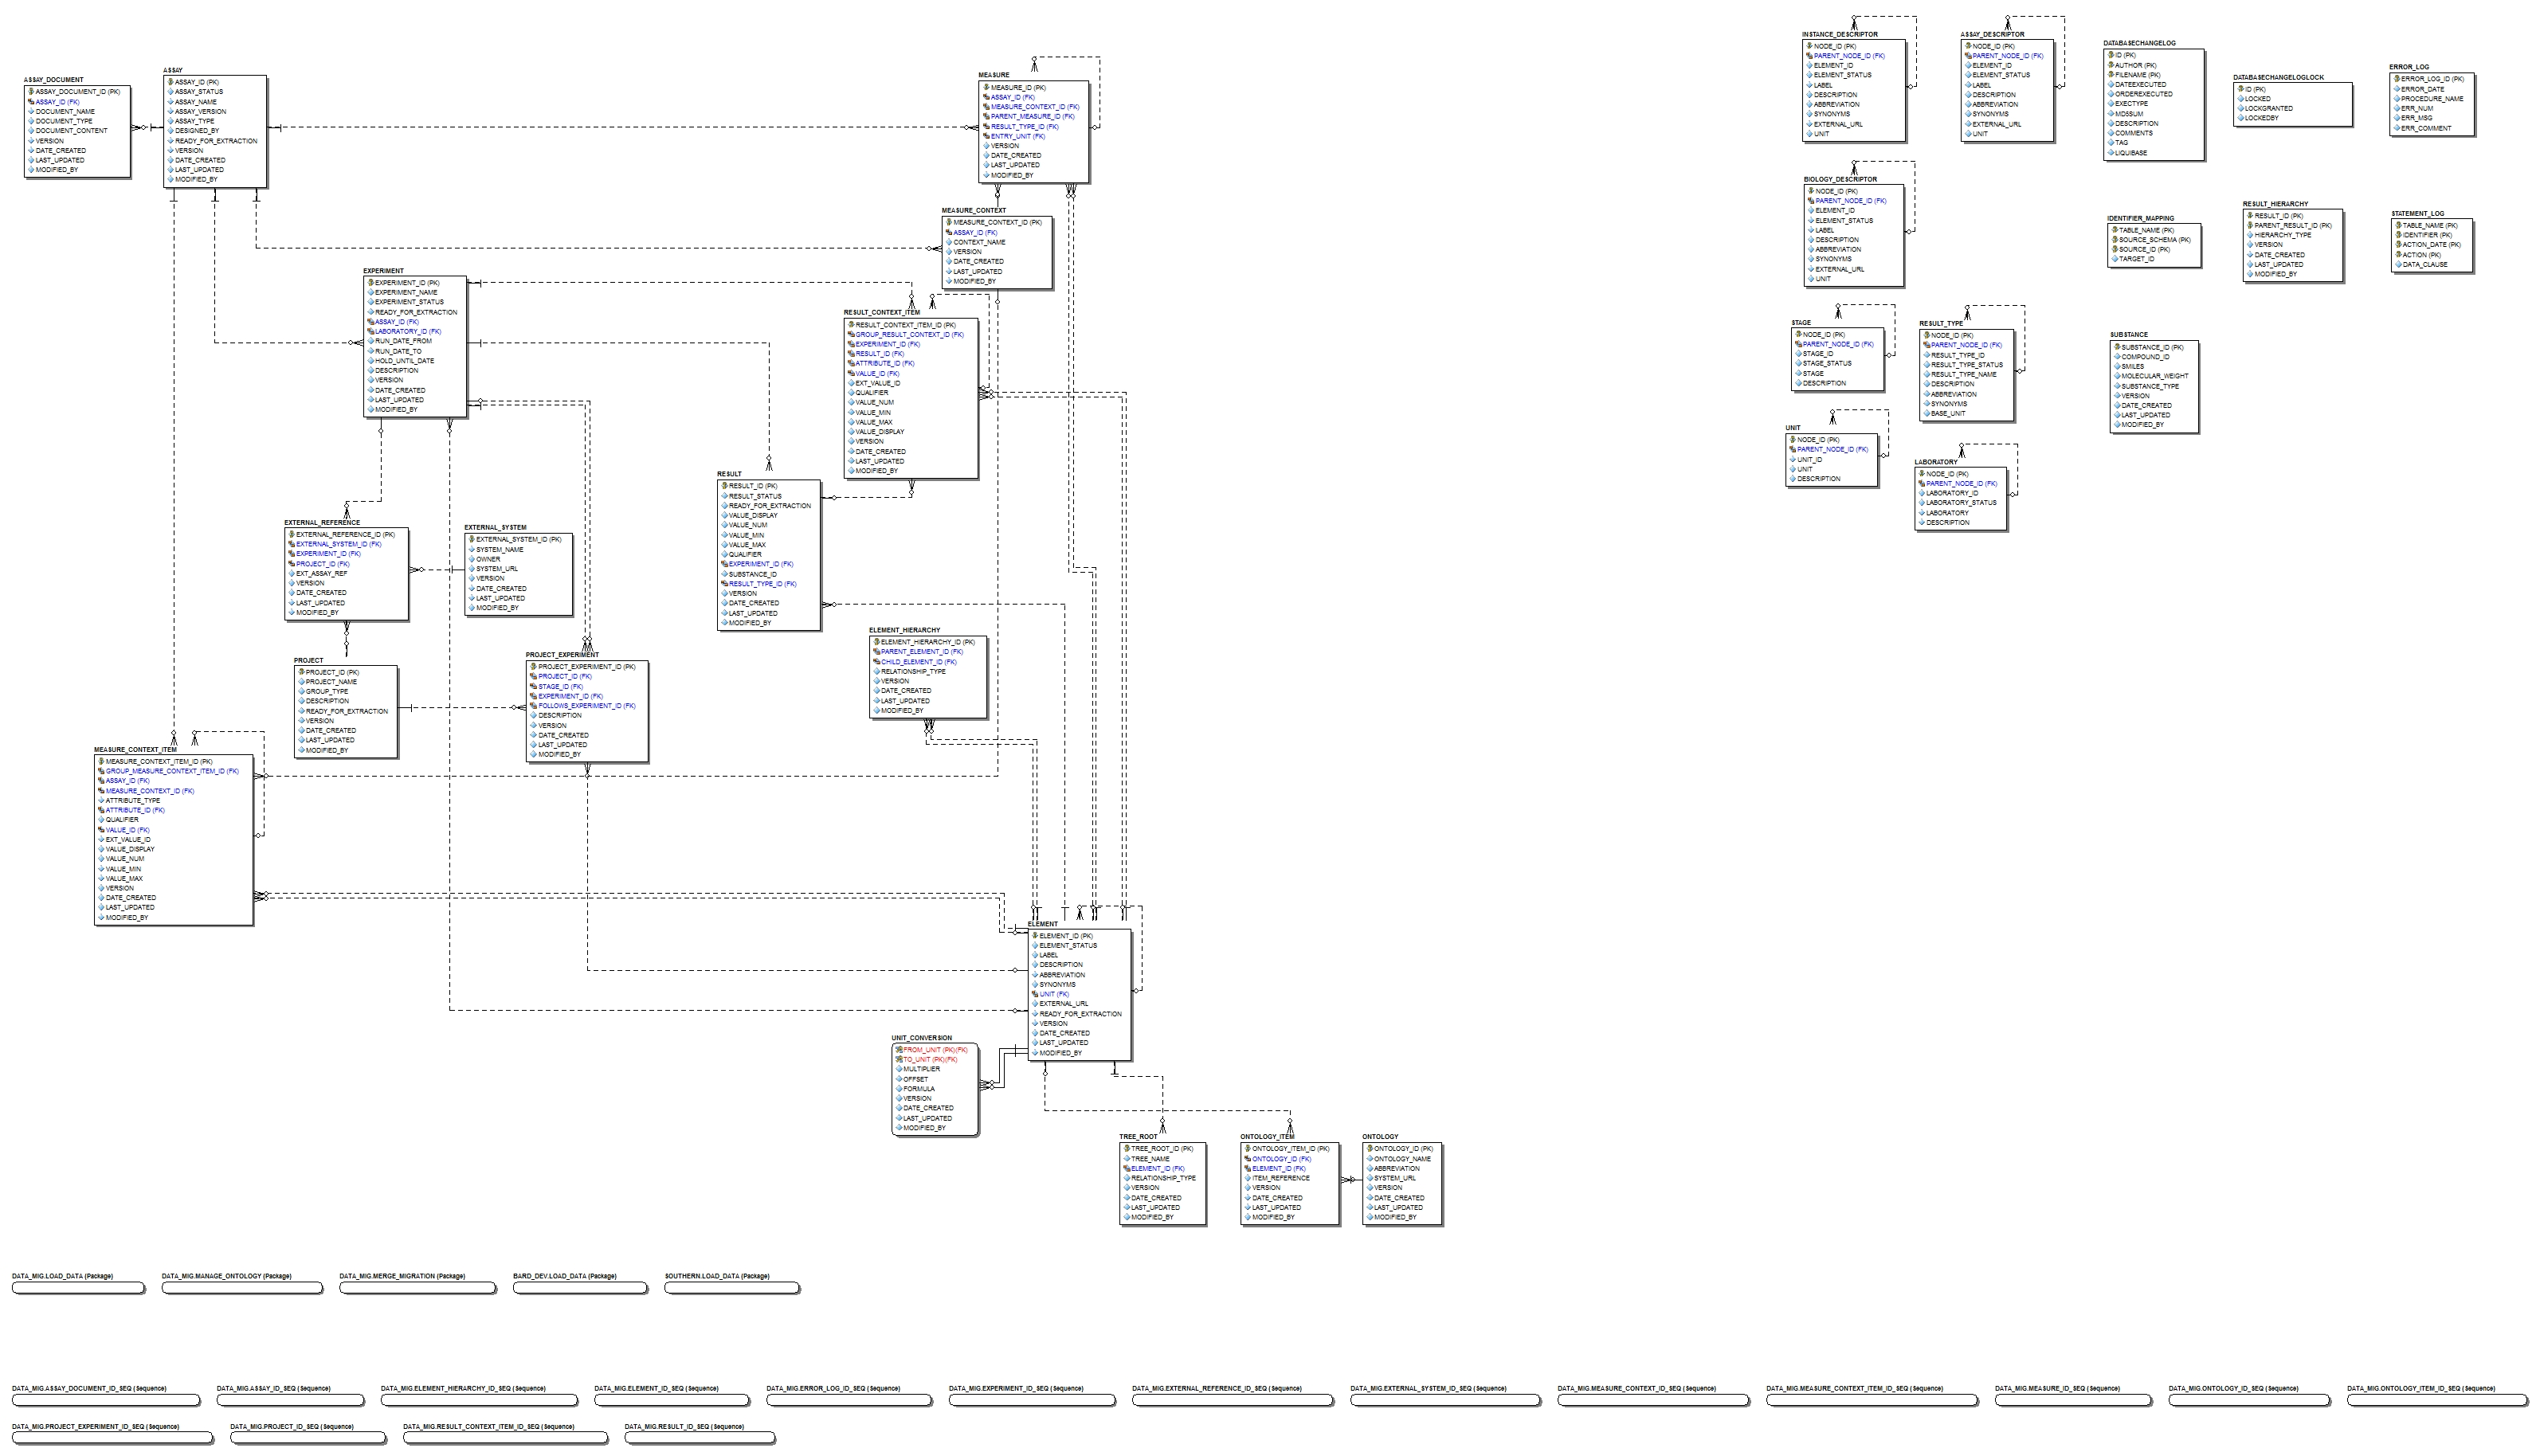 ASSAY_DOCUMENT
ASSAY_DOCUMENT_ID (PK)
ASSAY_ID (FK)
DOCUMENT_NAME
DOCUMENT_TYPE
DOCUMENT_CONTENT
VERSION
DATE_CREATED
LAST_UPDATED
MODIFIED_BY
ASSAY
ASSAY_ID (PK)
ASSAY_STATUS
ASSAY_NAME
ASSAY_VERSION
ASSAY_TYPE
DESIGNED_BY
READY_FOR_EXTRACTION
VERSION
DATE_CREATED
LAST_UPDATED
MODIFIED_BY
MEASURE
MEASURE_ID (PK)
ASSAY_ID (FK)
MEASURE_CONTEXT_ID (FK)
PARENT_MEASURE_ID (FK)
RESULT_TYPE_ID (FK)
ENTRY_UNIT (FK)
VERSION
DATE_CREATED
LAST_UPDATED
MODIFIED_BY
MEASURE_CONTEXT
MEASURE_CONTEXT_ID (PK)
ASSAY_ID (FK)
CONTEXT_NAME
VERSION
DATE_CREATED
LAST_UPDATED
MODIFIED_BY
EXPERIMENT
EXPERIMENT_ID (PK)
EXPERIMENT_NAME
EXPERIMENT_STATUS
READY_FOR_EXTRACTION
ASSAY_ID (FK)
LABORATORY_ID (FK)
RUN_DATE_FROM
RUN_DATE_TO
HOLD_UNTIL_DATE
DESCRIPTION
VERSION
DATE_CREATED
LAST_UPDATED
MODIFIED_BY
RESULT_CONTEXT_ITEM
RESULT_CONTEXT_ITEM_ID (PK)
GROUP_RESULT_CONTEXT_ID (FK)
EXPERIMENT_ID (FK)
RESULT_ID (FK)
ATTRIBUTE_ID (FK)
VALUE_ID (FK)
EXT_VALUE_ID
QUALIFIER
VALUE_NUM
VALUE_MIN
VALUE_MAX
VALUE_DISPLAY
VERSION
DATE_CREATED
LAST_UPDATED
MODIFIED_BY
RESULT
RESULT_ID (PK)
RESULT_STATUS
READY_FOR_EXTRACTION
VALUE_DISPLAY
VALUE_NUM
VALUE_MIN
VALUE_MAX
QUALIFIER
EXPERIMENT_ID (FK)
SUBSTANCE_ID
RESULT_TYPE_ID (FK)
VERSION
DATE_CREATED
LAST_UPDATED
MODIFIED_BY
EXTERNAL_REFERENCE
EXTERNAL_REFERENCE_ID (PK)
EXTERNAL_SYSTEM_ID (FK)
EXPERIMENT_ID (FK)
PROJECT_ID (FK)
EXT_ASSAY_REF
VERSION
DATE_CREATED
LAST_UPDATED
MODIFIED_BY
EXTERNAL_SYSTEM
EXTERNAL_SYSTEM_ID (PK)
SYSTEM_NAME
OWNER
SYSTEM_URL
VERSION
DATE_CREATED
LAST_UPDATED
MODIFIED_BY
PROJECT
PROJECT_ID (PK)
PROJECT_NAME
GROUP_TYPE
DESCRIPTION
READY_FOR_EXTRACTION
VERSION
DATE_CREATED
LAST_UPDATED
MODIFIED_BY
PROJECT_EXPERIMENT
PROJECT_EXPERIMENT_ID (PK)
PROJECT_ID (FK)
STAGE_ID (FK)
EXPERIMENT_ID (FK)
FOLLOWS_EXPERIMENT_ID (FK)
DESCRIPTION
VERSION
DATE_CREATED
LAST_UPDATED
MODIFIED_BY
ELEMENT_HIERARCHY
ELEMENT_HIERARCHY_ID (PK)
PARENT_ELEMENT_ID (FK)
CHILD_ELEMENT_ID (FK)
RELATIONSHIP_TYPE
VERSION
DATE_CREATED
LAST_UPDATED
MODIFIED_BY
MEASURE_CONTEXT_ITEM
MEASURE_CONTEXT_ITEM_ID (PK)
GROUP_MEASURE_CONTEXT_ITEM_ID (FK)
ASSAY_ID (FK)
MEASURE_CONTEXT_ID (FK)
ATTRIBUTE_TYPE
ATTRIBUTE_ID (FK)
QUALIFIER
VALUE_ID (FK)
EXT_VALUE_ID
VALUE_DISPLAY
VALUE_NUM
VALUE_MIN
VALUE_MAX
VERSION
DATE_CREATED
LAST_UPDATED
MODIFIED_BY
ELEMENT
ELEMENT_ID (PK)
ELEMENT_STATUS
LABEL
DESCRIPTION
ABBREVIATION
SYNONYMS
UNIT (FK)
EXTERNAL_URL
READY_FOR_EXTRACTION
VERSION
DATE_CREATED
LAST_UPDATED
MODIFIED_BY
UNIT_CONVERSION
FROM_UNIT (PK)(FK)
TO_UNIT (PK)(FK)
MULTIPLIER
OFFSET
FORMULA
VERSION
DATE_CREATED
LAST_UPDATED
MODIFIED_BY
TREE_ROOT
TREE_ROOT_ID (PK)
TREE_NAME
ELEMENT_ID (FK)
RELATIONSHIP_TYPE
VERSION
DATE_CREATED
LAST_UPDATED
MODIFIED_BY
ONTOLOGY_ITEM
ONTOLOGY_ITEM_ID (PK)
ONTOLOGY_ID (FK)
ELEMENT_ID (FK)
ITEM_REFERENCE
VERSION
DATE_CREATED
LAST_UPDATED
MODIFIED_BY
ONTOLOGY
ONTOLOGY_ID (PK)
ONTOLOGY_NAME
ABBREVIATION
SYSTEM_URL
VERSION
DATE_CREATED
LAST_UPDATED
MODIFIED_BY
INSTANCE_DESCRIPTOR
NODE_ID (PK)
PARENT_NODE_ID (FK)
ELEMENT_ID
ELEMENT_STATUS
LABEL
DESCRIPTION
ABBREVIATION
SYNONYMS
EXTERNAL_URL
UNIT
ASSAY_DESCRIPTOR
NODE_ID (PK)
PARENT_NODE_ID (FK)
ELEMENT_ID
ELEMENT_STATUS
LABEL
DESCRIPTION
ABBREVIATION
SYNONYMS
EXTERNAL_URL
UNIT
DATABASECHANGELOG
ID (PK)
AUTHOR (PK)
FILENAME (PK)
DATEEXECUTED
ORDEREXECUTED
EXECTYPE
MD5SUM
DESCRIPTION
COMMENTS
TAG
LIQUIBASE
DATABASECHANGELOGLOCK
ID (PK)
LOCKED
LOCKGRANTED
LOCKEDBY
ERROR_LOG
ERROR_LOG_ID (PK)
ERROR_DATE
PROCEDURE_NAME
ERR_NUM
ERR_MSG
ERR_COMMENT
BIOLOGY_DESCRIPTOR
NODE_ID (PK)
PARENT_NODE_ID (FK)
ELEMENT_ID
ELEMENT_STATUS
LABEL
DESCRIPTION
ABBREVIATION
SYNONYMS
EXTERNAL_URL
UNIT
IDENTIFIER_MAPPING
TABLE_NAME (PK)
SOURCE_SCHEMA (PK)
SOURCE_ID (PK)
TARGET_ID
RESULT_HIERARCHY
RESULT_ID (PK)
PARENT_RESULT_ID (PK)
HIERARCHY_TYPE
VERSION
DATE_CREATED
LAST_UPDATED
MODIFIED_BY
STATEMENT_LOG
TABLE_NAME (PK)
IDENTIFIER (PK)
ACTION_DATE (PK)
ACTION (PK)
DATA_CLAUSE
STAGE
NODE_ID (PK)
PARENT_NODE_ID (FK)
STAGE_ID
STAGE_STATUS
STAGE
DESCRIPTION
RESULT_TYPE
NODE_ID (PK)
PARENT_NODE_ID (FK)
RESULT_TYPE_ID
RESULT_TYPE_STATUS
RESULT_TYPE_NAME
DESCRIPTION
ABBREVIATION
SYNONYMS
BASE_UNIT
SUBSTANCE
SUBSTANCE_ID (PK)
COMPOUND_ID
SMILES
MOLECULAR_WEIGHT
SUBSTANCE_TYPE
VERSION
DATE_CREATED
LAST_UPDATED
MODIFIED_BY
UNIT
NODE_ID (PK)
PARENT_NODE_ID (FK)
UNIT_ID
UNIT
DESCRIPTION
LABORATORY
NODE_ID (PK)
PARENT_NODE_ID (FK)
LABORATORY_ID
LABORATORY_STATUS
LABORATORY
DESCRIPTION
DATA_MIG.LOAD_DATA (Package)
DATA_MIG.MANAGE_ONTOLOGY (Package)
DATA_MIG.MERGE_MIGRATION (Package)
BARD_DEV.LOAD_DATA (Package)
SOUTHERN.LOAD_DATA (Package)
DATA_MIG.ASSAY_DOCUMENT_ID_SEQ (Sequence)
DATA_MIG.ASSAY_ID_SEQ (Sequence)
DATA_MIG.ELEMENT_HIERARCHY_ID_SEQ (Sequence)
DATA_MIG.ELEMENT_ID_SEQ (Sequence)
DATA_MIG.ERROR_LOG_ID_SEQ (Sequence)
DATA_MIG.EXPERIMENT_ID_SEQ (Sequence)
DATA_MIG.EXTERNAL_REFERENCE_ID_SEQ (Sequence)
DATA_MIG.EXTERNAL_SYSTEM_ID_SEQ (Sequence)
DATA_MIG.MEASURE_CONTEXT_ID_SEQ (Sequence)
DATA_MIG.MEASURE_CONTEXT_ITEM_ID_SEQ (Sequence)
DATA_MIG.MEASURE_ID_SEQ (Sequence)
DATA_MIG.ONTOLOGY_ID_SEQ (Sequence)
DATA_MIG.ONTOLOGY_ITEM_ID_SEQ (Sequence)
DATA_MIG.PROJECT_EXPERIMENT_ID_SEQ (Sequence)
DATA_MIG.PROJECT_ID_SEQ (Sequence)
DATA_MIG.RESULT_CONTEXT_ITEM_ID_SEQ (Sequence)
DATA_MIG.RESULT_ID_SEQ (Sequence)